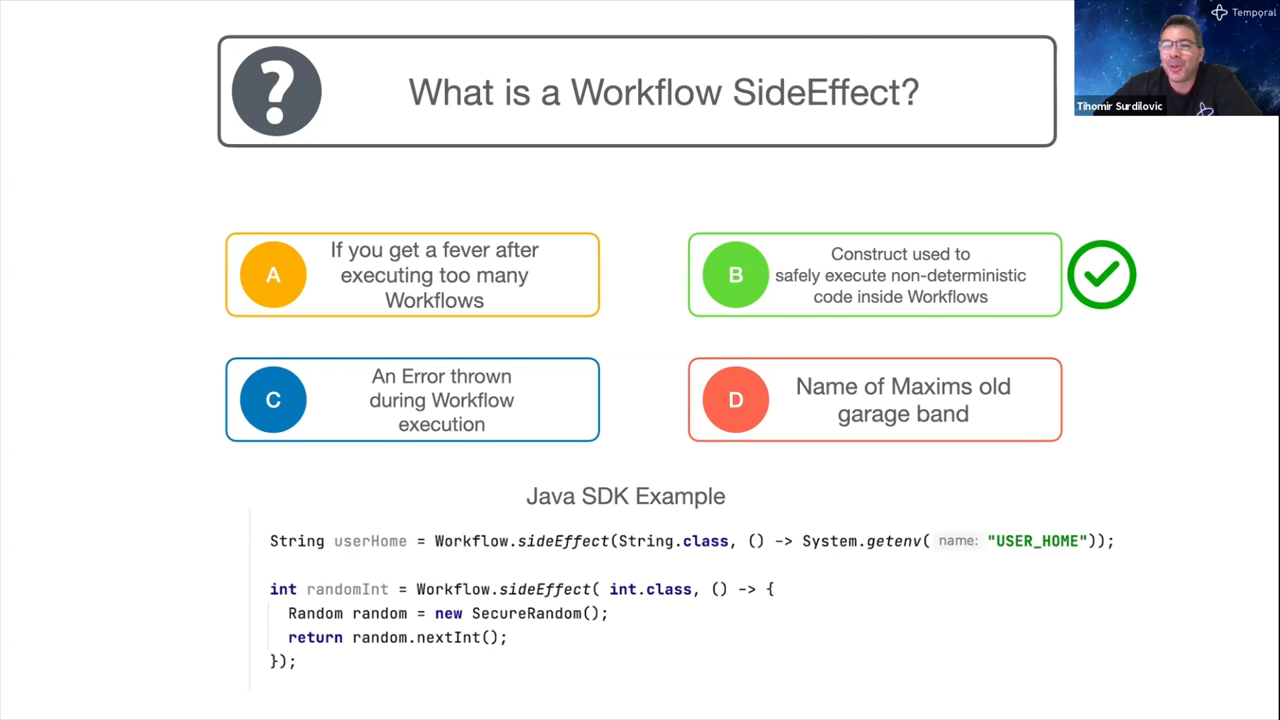 Temporal
Tihomir Surdilovic
?
What is a Workflow SideEffect?
A
If you get a fever after
executing too many
Workflows
B
Construct used to
safely execute non-deterministic
code inside Workflows
C
An Error thrown
during Workflow
execution
D
Name of Maxims old
garage band
Java SDK Example
String userHome = Workflow.sideEffect(String.class, () -> System.getenv( name: "USER_HOME"));
int randomInt = Workflow.sideEffect( int.class, () -> {
Random random = new SecureRandom();
return random.nextInt();
});